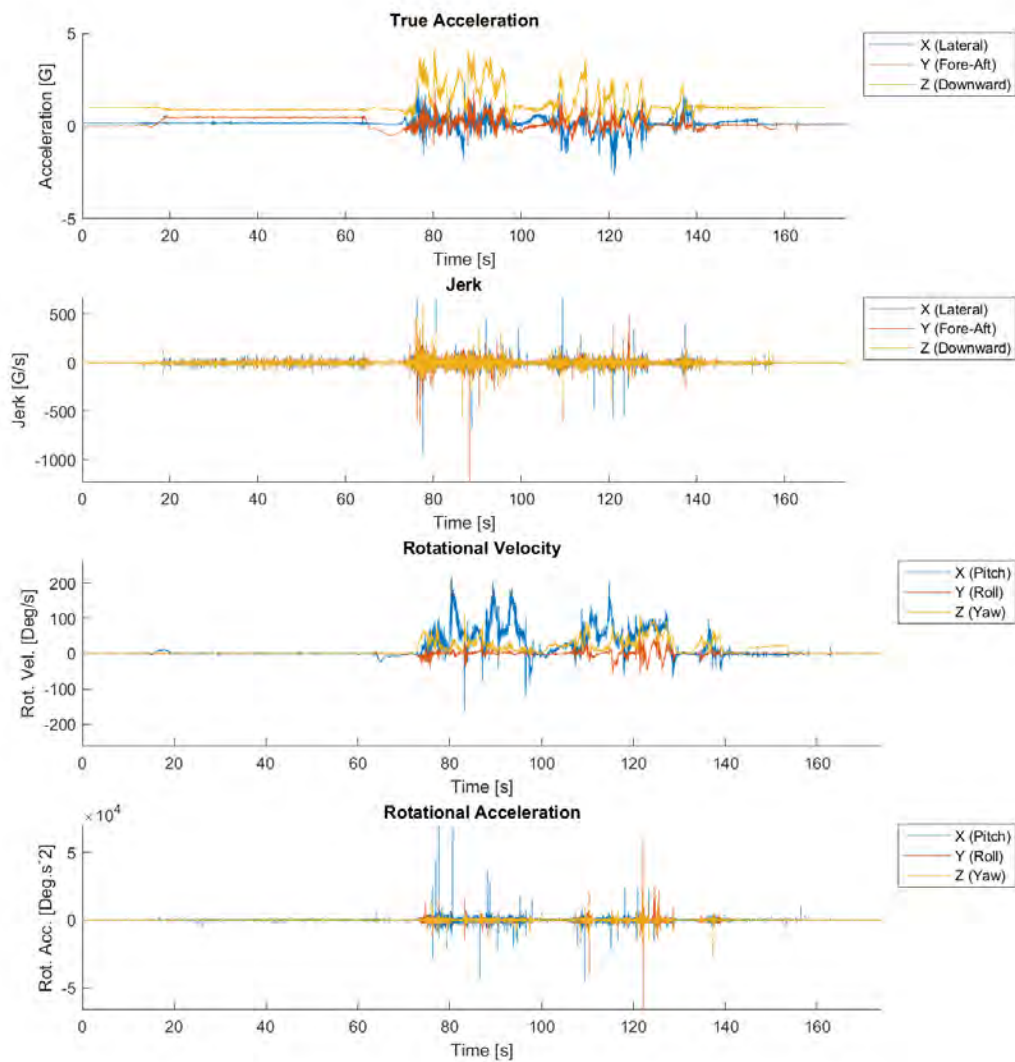 True Acceleration
5
0
-5
Acceleration [G]
0 20 40 60 80 100 120 140 160
Time [s]
X (Lateral)
Y (Fore-Aft)
Z (Downward)
Jerk
500
0
-500
-1000
Jerk [G/s]
0 20 40 60 80 100 120 140 160
Time [s]
X (Lateral)
Y (Fore-Aft)
Z (Downward)
Rotational Velocity
200
100
0
-100
-200
Rot. Vel. [Deg/s]
0 20 40 60 80 100 120 140 160
Time [s]
X (Pitch)
Y (Roll)
Z (Yaw)
Rotational Acceleration
× 10^4
5
0
-5
Rot. Acc. [Deg.s^2]
0 20 40 60 80 100 120 140 160
Time [s]
X (Pitch)
Y (Roll)
Z (Yaw)